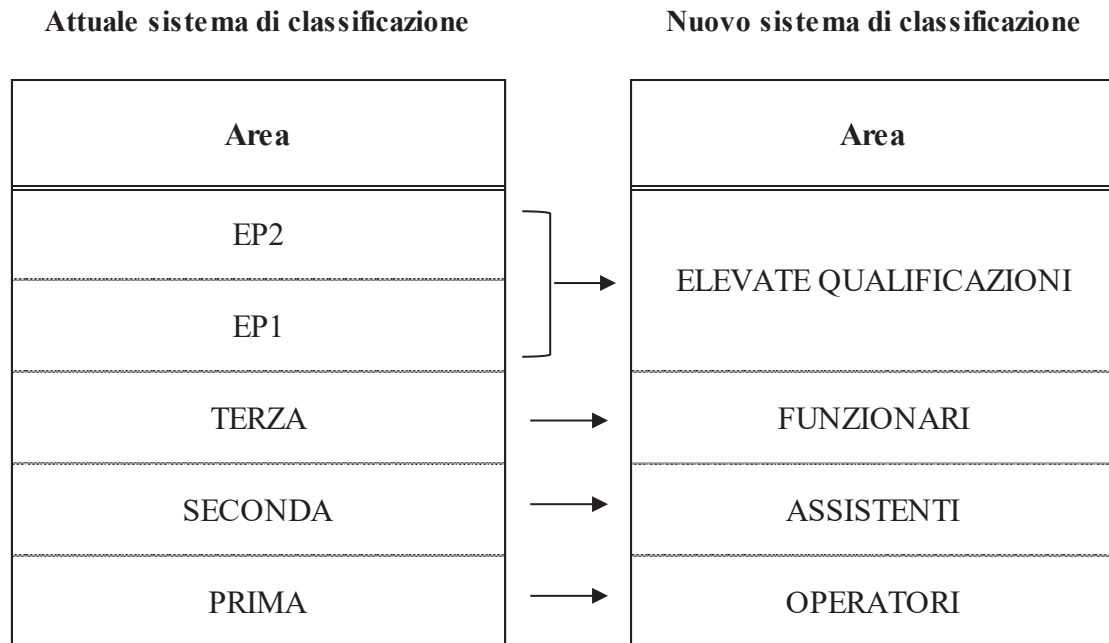 Attuale sistema di classificazione
Nuovo sistema di classificazione
Area
Area
EP2
EP1
ELEVATE QUALIFICAZIONI
TERZA
FUNZIONARI
SECONDA
ASSISTENTI
PRIMA
OPERATORI